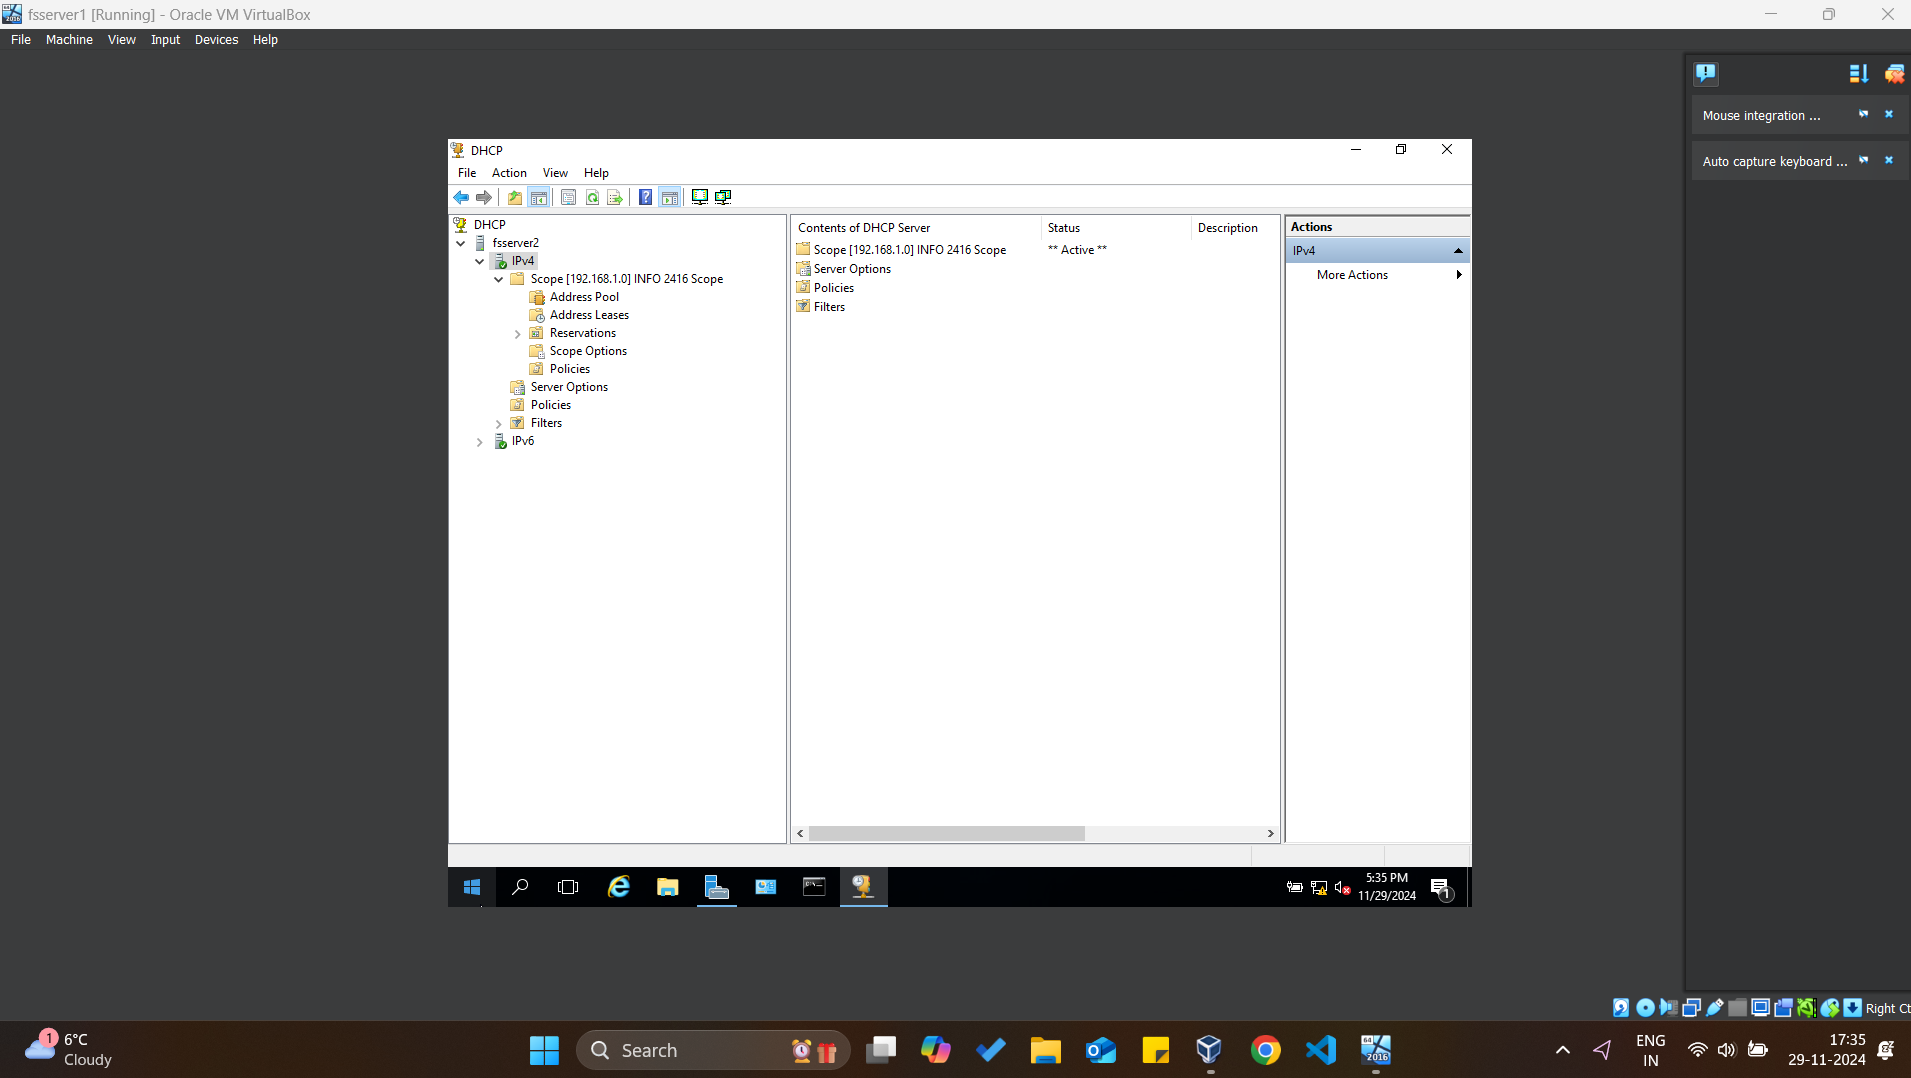 fsserver1 [Running] - Oracle VM VirtualBox
File Machine View Input Devices Help
Mouse integration ...
Auto capture keyboard ...
DHCP
File Action View Help
DHCP
fsserver2
IPv4
Scope [192.168.1.0] INFO 2416 Scope
Address Pool
Address Leases
Reservations
Scope Options
Policies
Server Options
Policies
Filters
IPv6
Contents of DHCP Server Status Description
Scope [192.168.1.0] INFO 2416 Scope ** Active **
Server Options
Policies
Filters
Actions
IPv4
More Actions
5:35 PM
11/29/2024
1
Right Ct
1
6°C
Cloudy
Search
64
2016
ENG
IN
17:35
29-11-2024